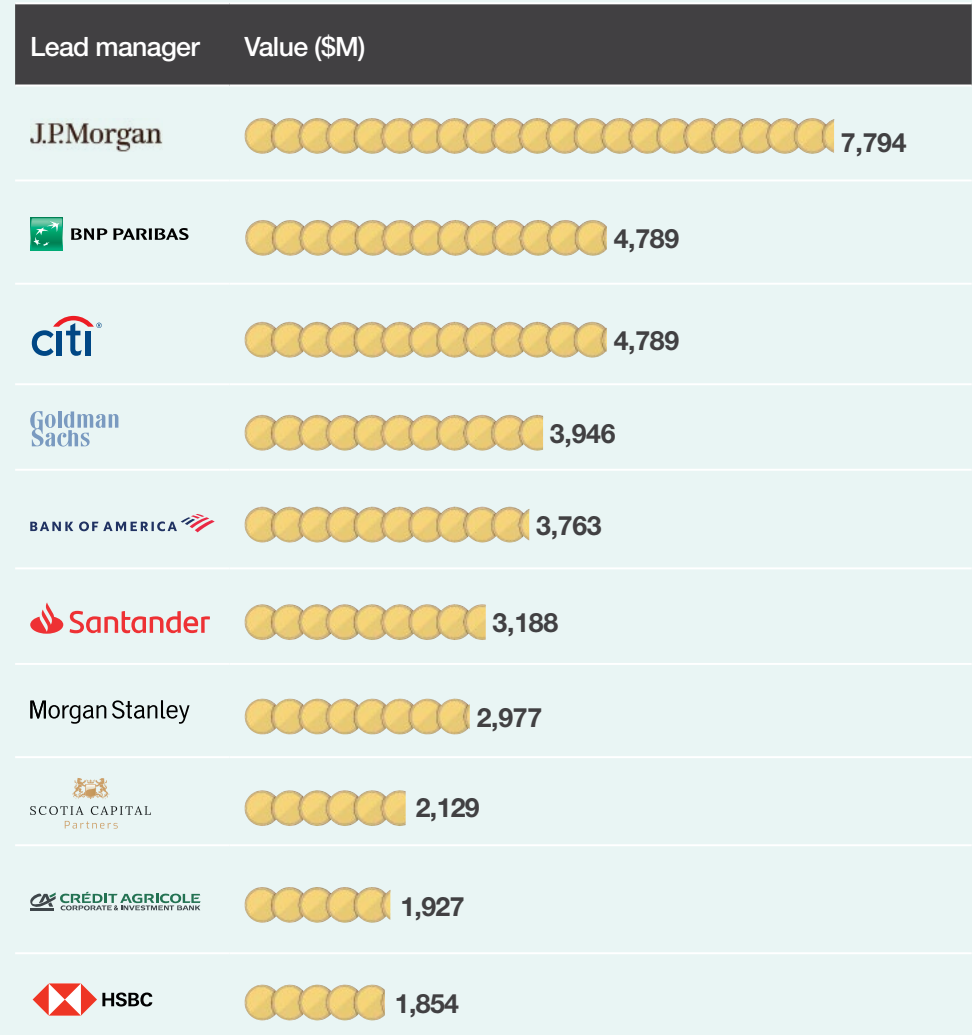 Lead manager Value ($M)
J.P.Morgan 7,794
BNP PARIBAS 4,789
citi® 4,789
Goldman
Sachs 3,946
BANK OF AMERICA 3,763
Santander 3,188
Morgan Stanley 2,977
SCOTIA CAPITAL
Partners 2,129
CRÉDIT AGRICOLE
CORPORATE & INVESTMENT BANK 1,927
HSBC 1,854